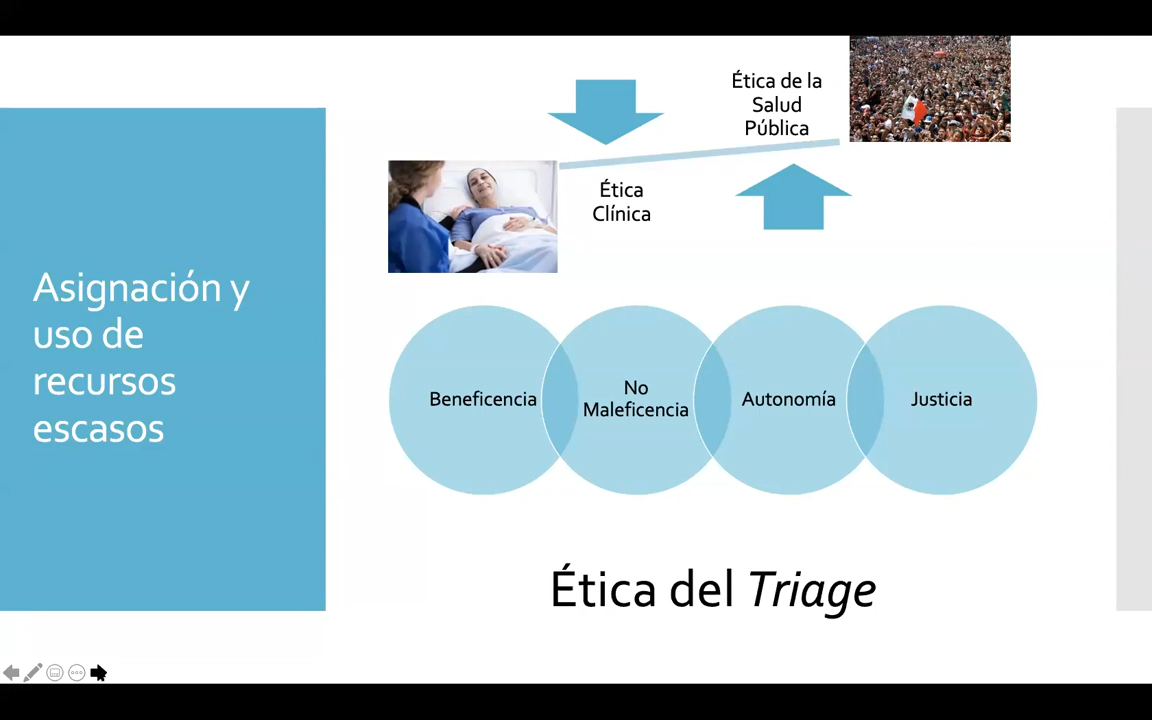 Asignación y
uso de
recursos
escasos
Ética de la
Salud
Pública
Ética
Clínica
Beneficencia
No
Maleficencia
Autonomía
Justicia
Ética del Triage